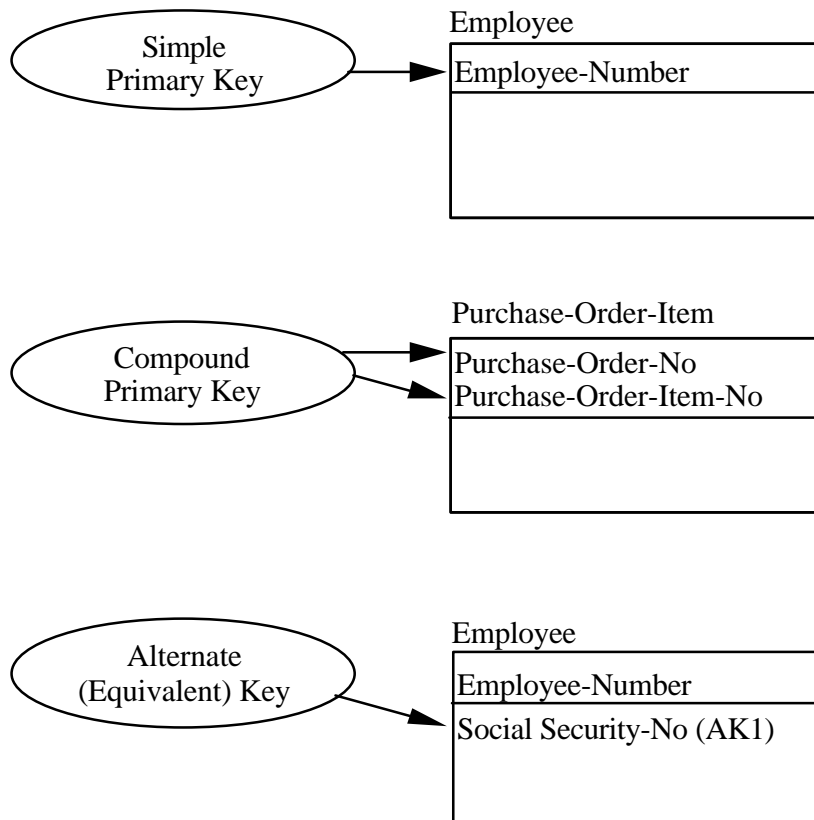 Simple
Primary Key
Employee
Employee-Number
Compound
Primary Key
Purchase-Order-Item
Purchase-Order-No
Purchase-Order-Item-No
Alternate
(Equivalent) Key
Employee
Employee-Number
Social Security-No (AK1)